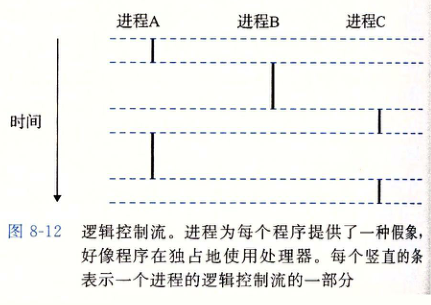 进程A 进程B 进程C
时间
图 8-12 逻辑控制流。进程为每个程序提供了一种假象，
好像程序在独占地使用处理器。每个竖直的条
表示一个进程的逻辑控制流的一部分